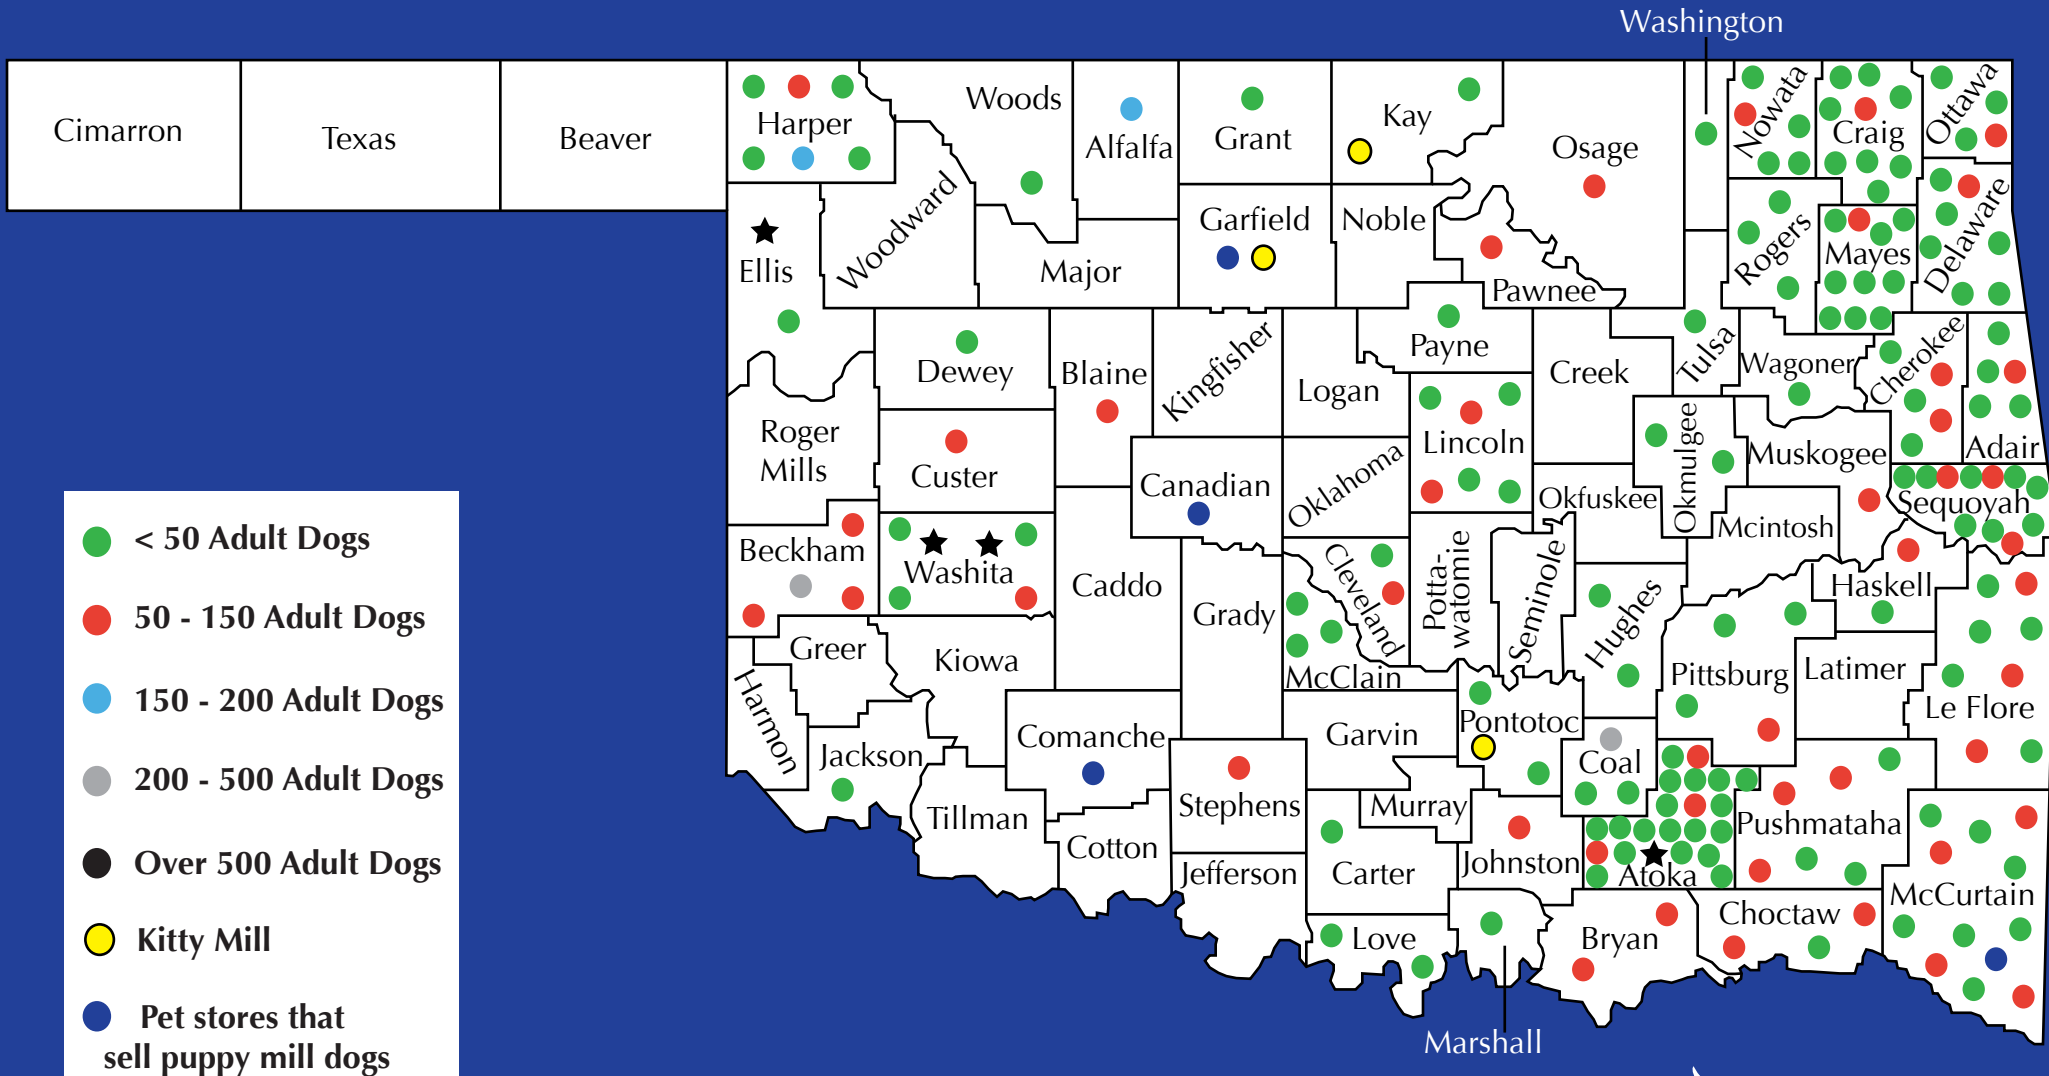 Washington
Cimarron
Texas
Beaver
Harper
Woods
Alfalfa
Grant
Kay
Osage
Nowata
Craig
Ottawa
Ellis
Woodward
Major
Garfield
Noble
Pawnee
Rogers
Mayes
Delaware
Dewey
Blaine
Kingfisher
Logan
Payne
Creek
Tulsa
Wagoner
Cherokee
Adair
Roger
Mills
Custer
Canadian
Oklahoma
Lincoln
Okfuskee
Okmulgee
Muskogee
Sequoyah
Beckham
Washita
Caddo
Grady
Cleveland
McClain
Potta-
watomie
Seminole
Hughes
Mcintosh
Haskell
Greer
Kiowa
Harmon
Jackson
Comanche
Stephens
Garvin
Pontotoc
Coal
Pittsburg
Latimer
Le Flore
Tillman
Cotton
Jefferson
Carter
Murray
Johnston
Atoka
Pushmataha
McCurtain
Love
Bryan
Choctaw
Marshall
< 50 Adult Dogs
50 - 150 Adult Dogs
150 - 200 Adult Dogs
200 - 500 Adult Dogs
Over 500 Adult Dogs
Kitty Mill
Pet stores that
sell puppy mill dogs